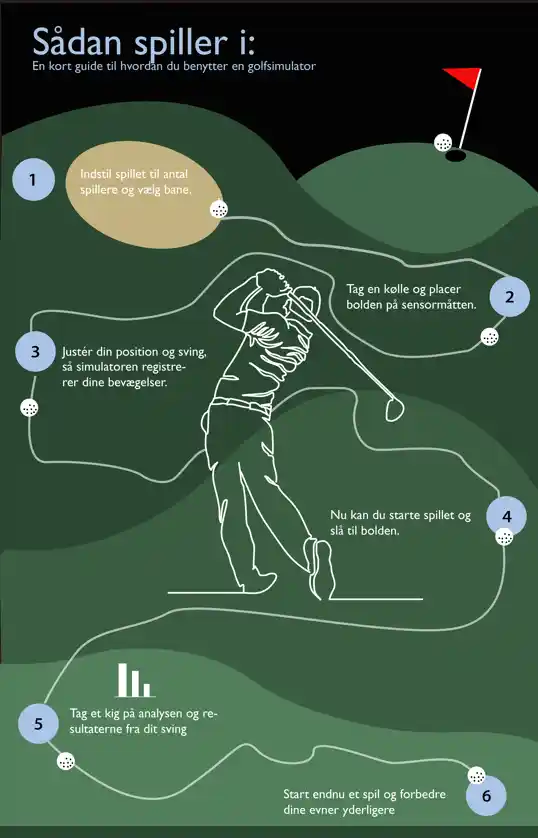 Sådan spiller i:
En kort guide til hvordan du benytter en golfsimulator
1
Indstil spillet til antal
spillere og vælg bane.
2
Tag en kølle og placer
bolden på sensormåtten.
3
Justér din position og sving,
så simulatoren registre-
rer dine bevægelser.
4
Nu kan du starte spillet og
slå til bolden.
5
Tag et kig på analysen og re-
sultaterne fra dit sving
6
Start endnu et spil og forbedre
dine evner yderligere